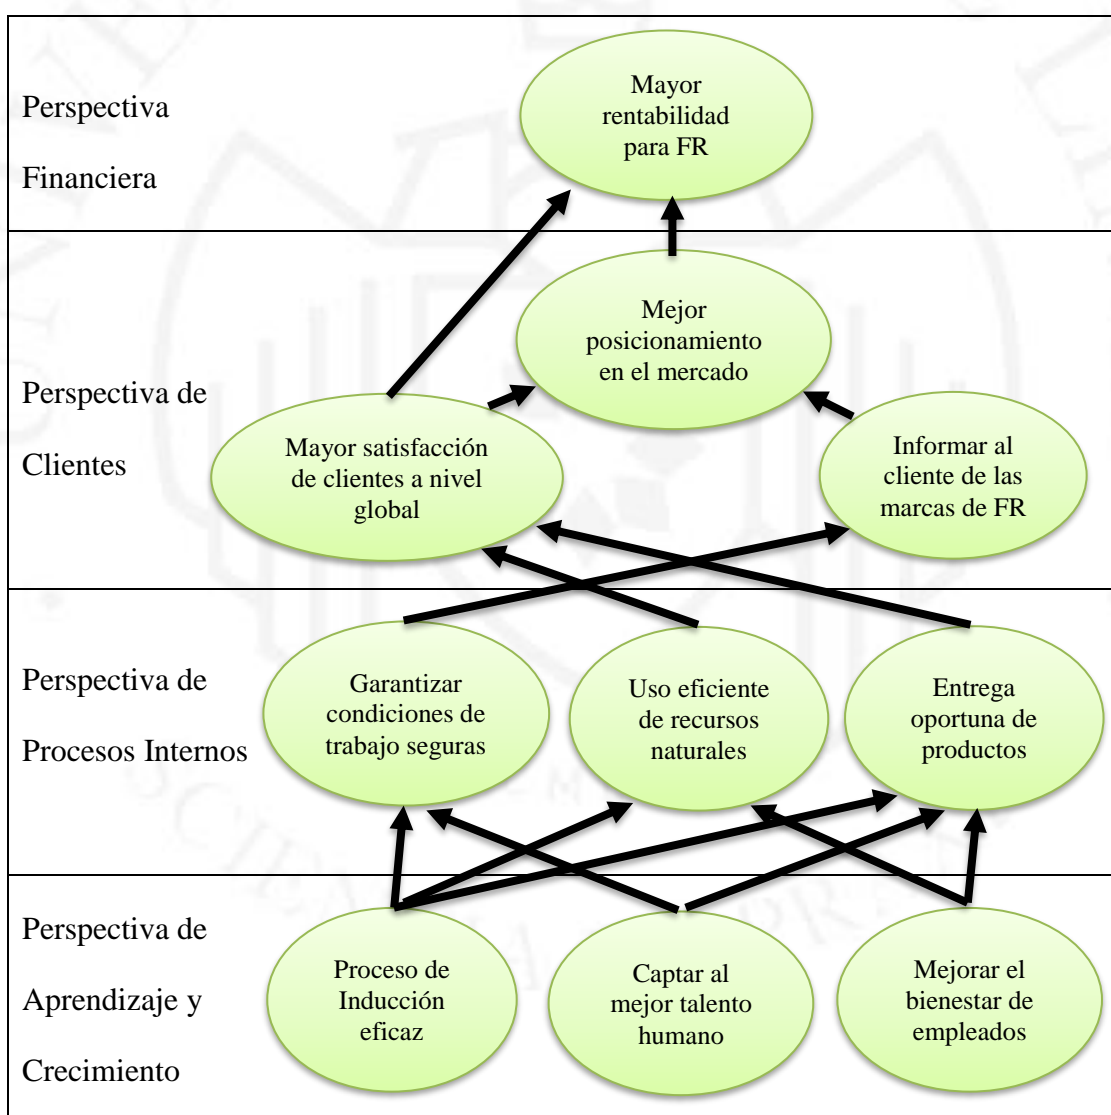 Perspectiva
Financiera
Mayor
rentabilidad
para FR
Perspectiva de
Clientes
Mejor
posicionamiento
en el mercado
Mayor satisfacción
de clientes a nivel
global
Informar al
cliente de las
marcas de FR
Perspectiva de
Procesos Internos
Garantizar
condiciones de
trabajo seguras
Uso eficiente
de recursos
naturales
Entrega
oportuna de
productos
Perspectiva de
Aprendizaje y
Crecimiento
Proceso de
Inducción
eficaz
Captar al
mejor talento
humano
Mejorar el
bienestar de
empleados